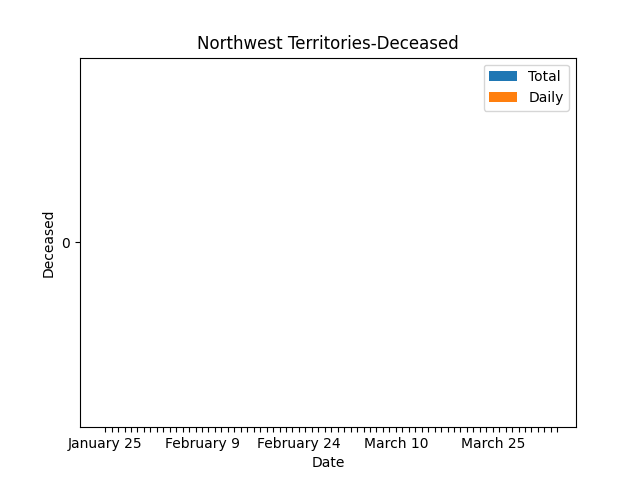 Northwest Territories-Deceased
Total
Daily
Deceased
0
January 25 February 9 February 24 March 10 March 25
Date